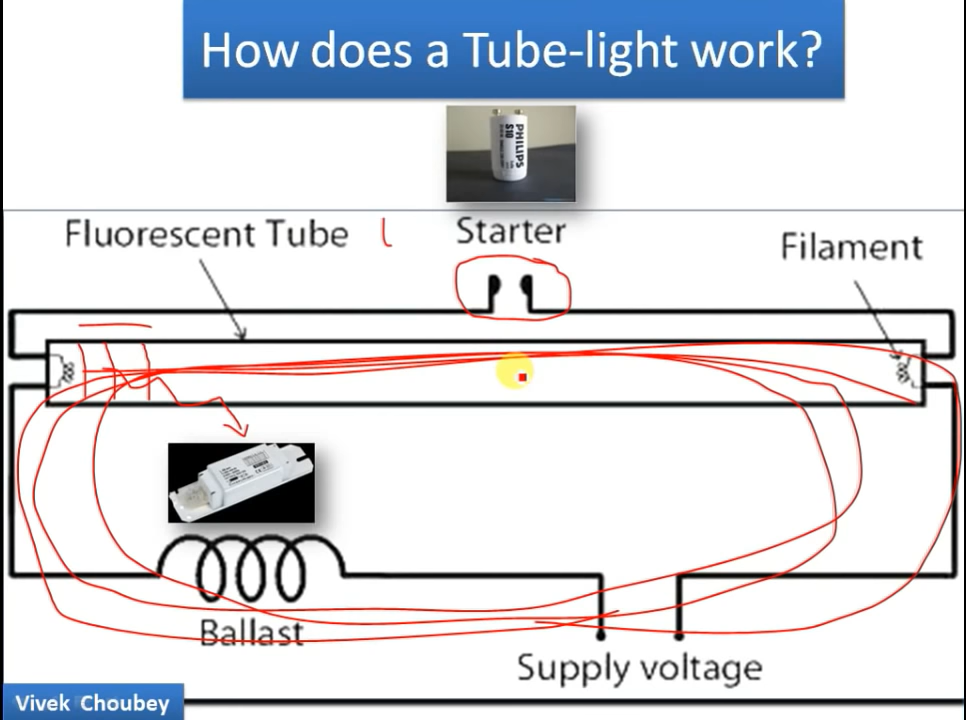 How does a Tube-light work?
PHILIPS
S10
Fluorescent Tube
Starter
Filament
Ballast
Supply voltage
Vivek Choubey